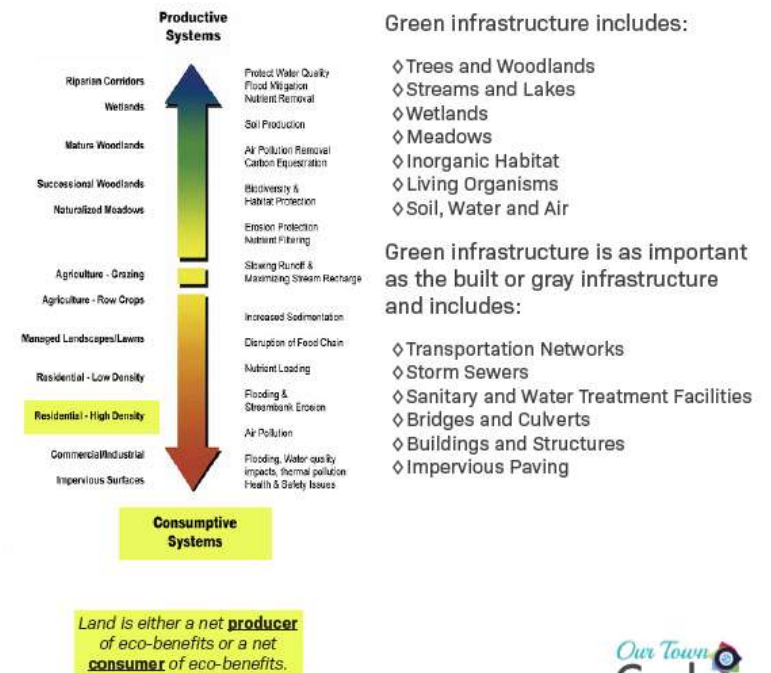 Productive
Systems
Riparian Corridors
Wetlands
Mature Woodlands
Successional Woodlands
Naturalized Meadows
Agriculture - Grazing
Agriculture - Row Crops
Managed Landscapes/Lawns
Residential - Low Density
Residential - High Density
Commercial/Industrial
Impervious Surfaces
Protect Water Quality
Flood Mitigation
Nutrient Removal
Soil Production
Air Pollution Removal
Carbon Equestration
Biodiversity &
Habitat Protection
Erosion Protection
Nutrient Filtering
Slowing Runoff &
Maximizing Stream Recharge
Increased Sedimentation
Disruption of Food Chain
Nutrient Loading
Flooding &
Streambank Erosion
Air Pollution
Flooding, Water quality
impacts, thermal pollution
Health & Safety Issues
Consumptive
Systems
Land is either a net producer
of eco-benefits or a net
consumer of eco-benefits.
Green infrastructure includes:
◊ Trees and Woodlands
◊ Streams and Lakes
◊ Wetlands
◊ Meadows
◊ Inorganic Habitat
◊ Living Organisms
◊ Soil, Water and Air
Green infrastructure is as important
as the built or gray infrastructure
and includes:
◊ Transportation Networks
◊ Storm Sewers
◊ Sanitary and Water Treatment Facilities
◊ Bridges and Culverts
◊ Buildings and Structures
◊ Impervious Paving
Our Town